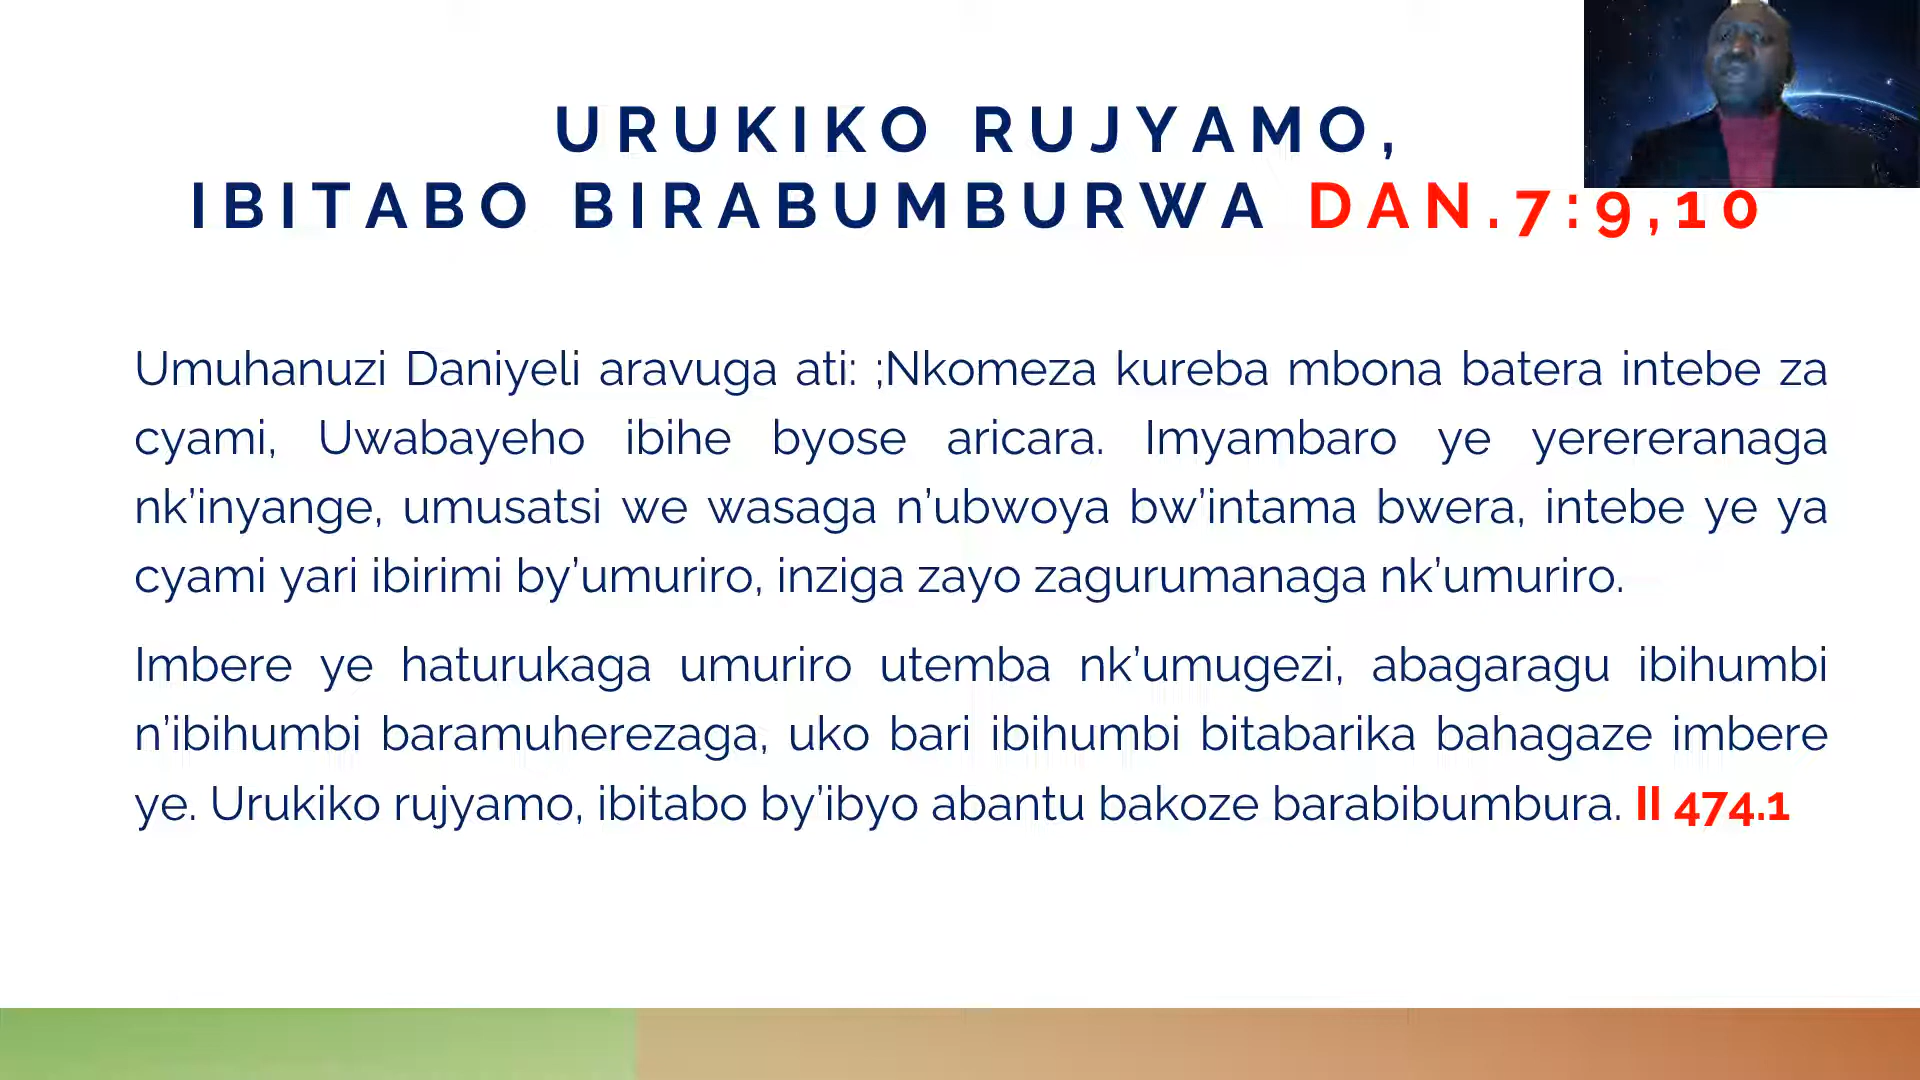 URUKIKO RUJYAMO,
IBITABO BIRABUMBURWA DAN.7:9,10
Umuhanuzi Daniyeli aravuga ati: ;Nkomeza kureba mbona batera intebe za
cyami, Uwabayeho ibihe byose aricara. Imyambaro ye yerereranaga
nk’inyange, umusatsi we wasaga n’ubwoya bw’intama bwera, intebe ye ya
cyami yari ibirimi by’umuriro, inziga zayo zagurumanaga nk’umuriro.
Imbere ye haturukaga umuriro utemba nk’umugezi, abagaragu ibihumbi
n’ibihumbi baramuherezaga, uko bari ibihumbi bitabarika bahagaze imbere
ye. Urukiko rujyamo, ibitabo by’ibyo abantu bakoze barabibumbura. II 474.1